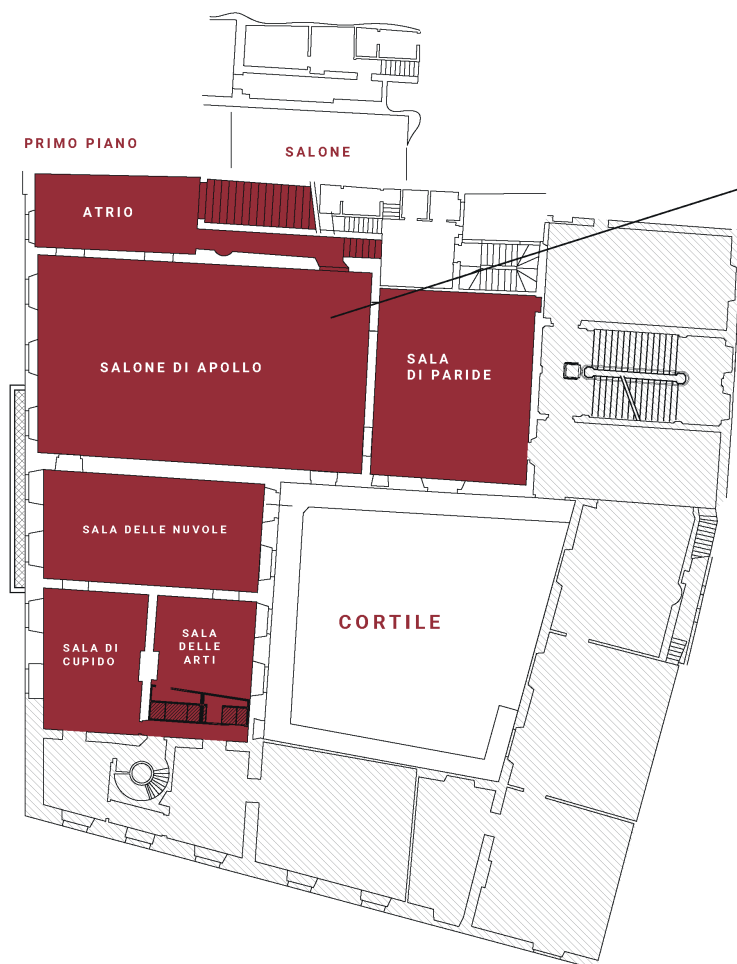 PRIMO PIANO
SALONE
ATRIO
SALONE DI APOLLO
SALA
DI PARIDE
SALA DELLE NUVOLE
SALA DI
CUPIDO
SALA
DELLE
ARTI
CORTILE